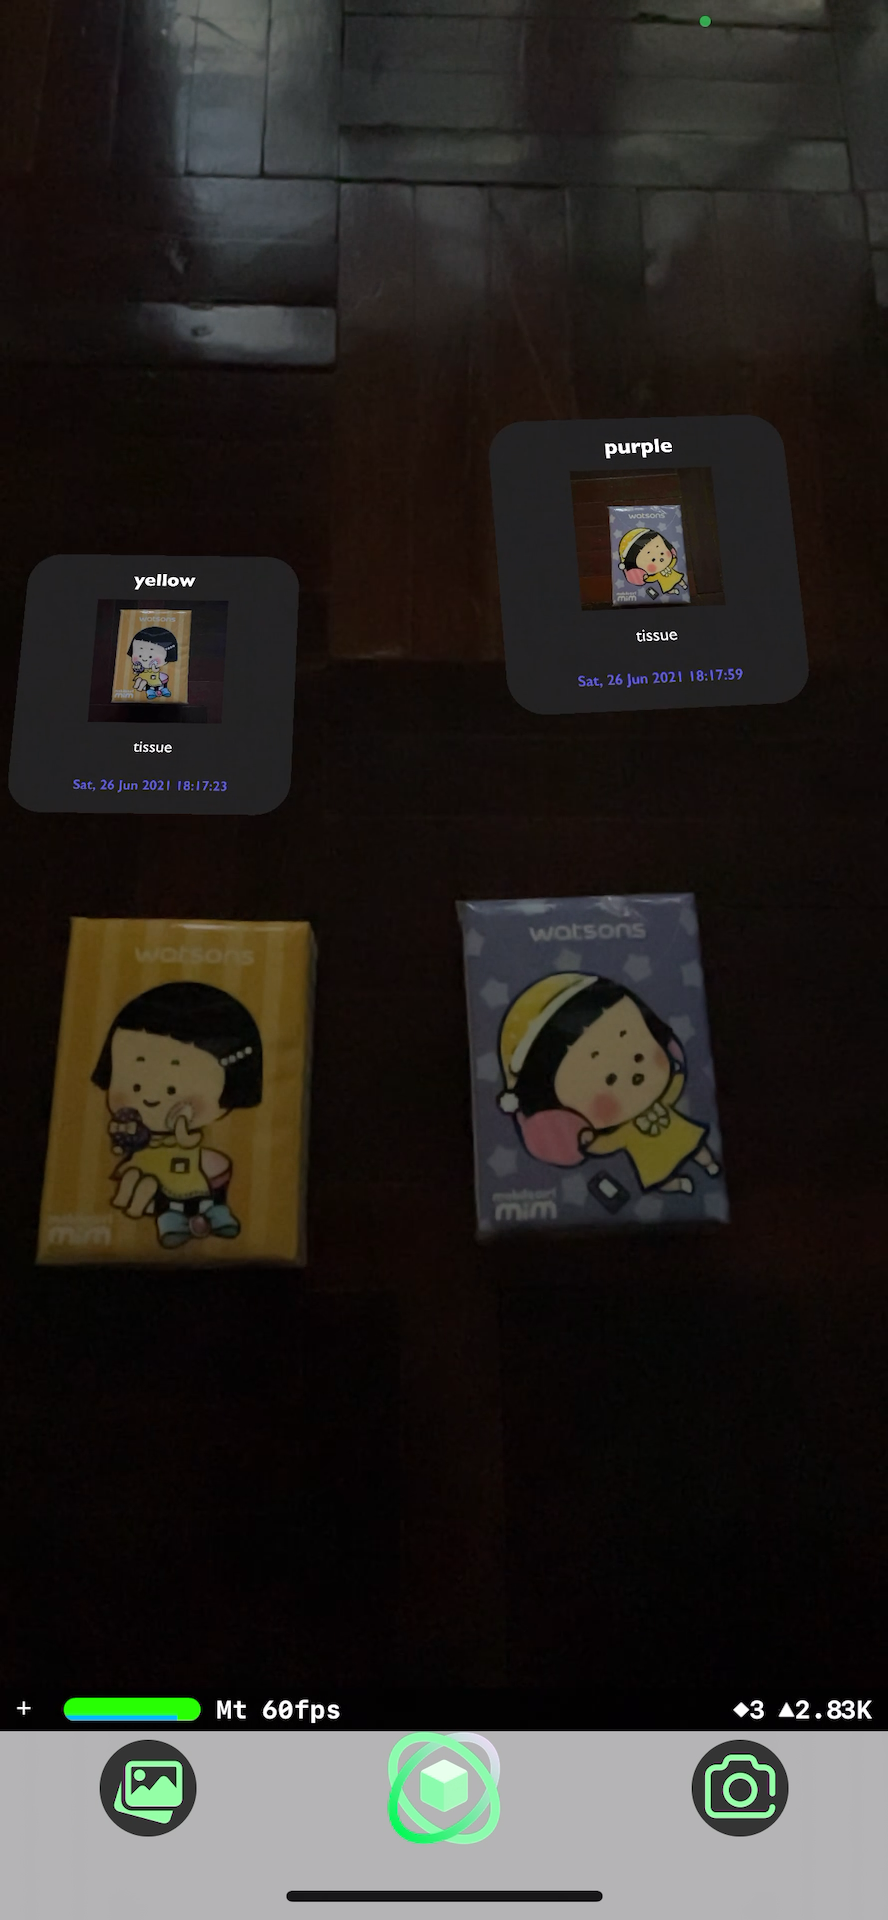 purple
watsons
mim
tissue
Sat, 26 Jun 2021 18:17:59
yellow
watsons
mim
tissue
Sat, 26 Jun 2021 18:17:23
watsons
mim
watsons
mim
+ Mt 60fps ◆3 ▲2.83K